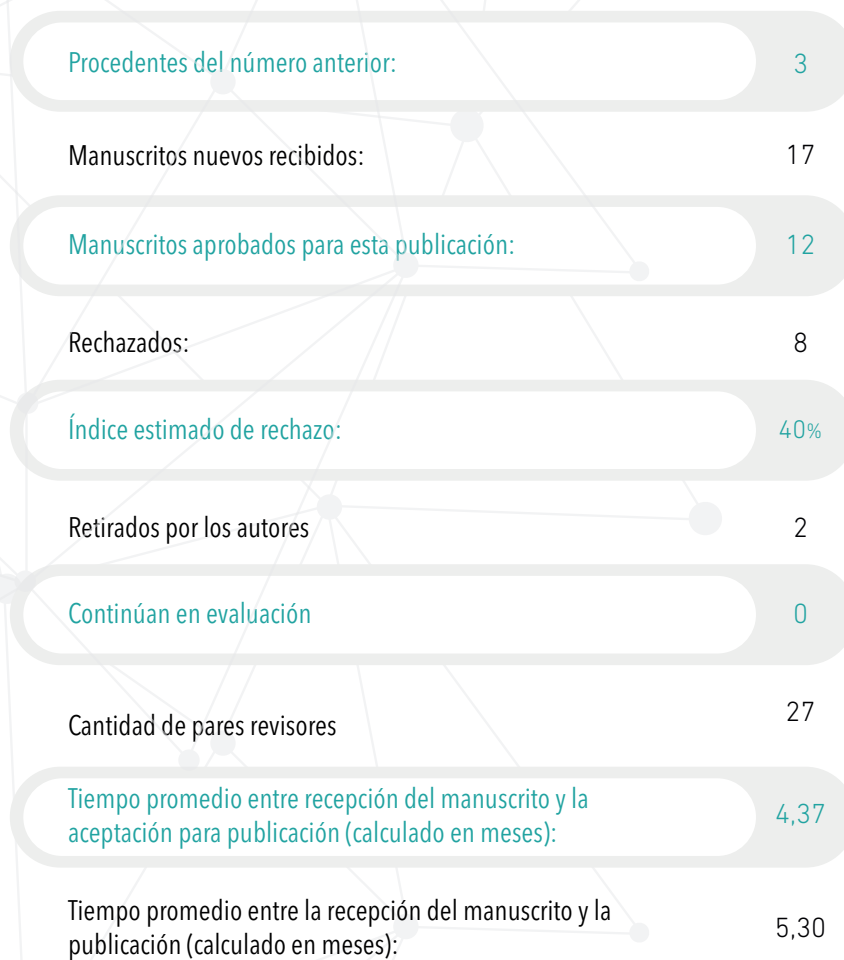 Procedentes del número anterior: 3
Manuscritos nuevos recibidos: 17
Manuscritos aprobados para esta publicación: 12
Rechazados: 8
Índice estimado de rechazo: 40%
Retirados por los autores 2
Continúan en evaluación 0
Cantidad de pares revisores 27
Tiempo promedio entre recepción del manuscrito y la
aceptación para publicación (calculado en meses): 4,37
Tiempo promedio entre la recepción del manuscrito y la
publicación (calculado en meses): 5,30